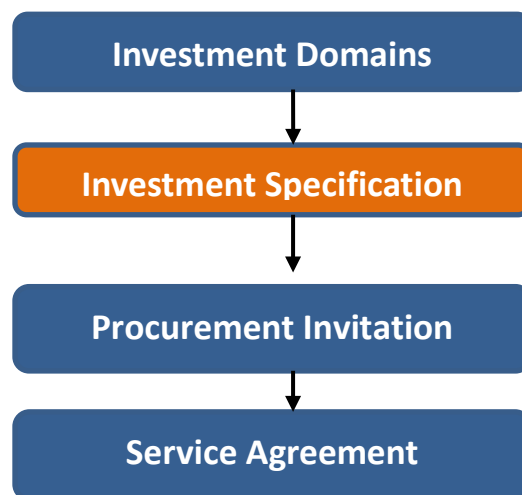 Investment Domains
Investment Specification
Procurement Invitation
Service Agreement